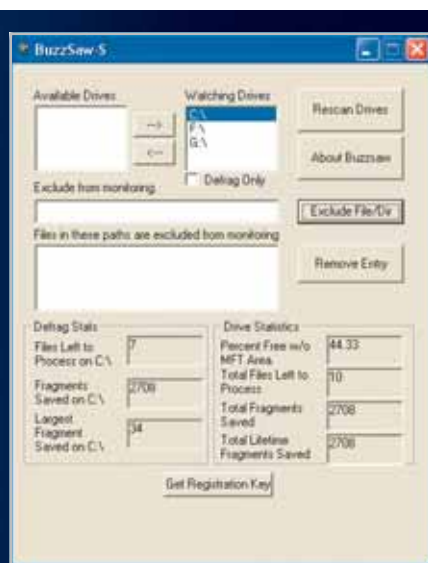 BuzzSaw-S
Available Drives
Watching Drives
-->
<--
C:\
F:\
G:\
Defrag Only
Rescan Drives
About Buzzsaw
Exclude from monitoring
Exclude File/Dir
Files in these paths are excluded from monitoring
Remove Entry
Defrag Stats
Files Left to
Process on C:\
7
Fragments
Saved on C:\
2708
Largest
Fragment
Saved on C:\
34
Drive Statistics
Percent Free w/o
MFT Area.
44.33
Total Files Left to
Process
10
Total Fragments
Saved
2708
Total Lifetime
Fragments Saved
2708
Get Registration Key